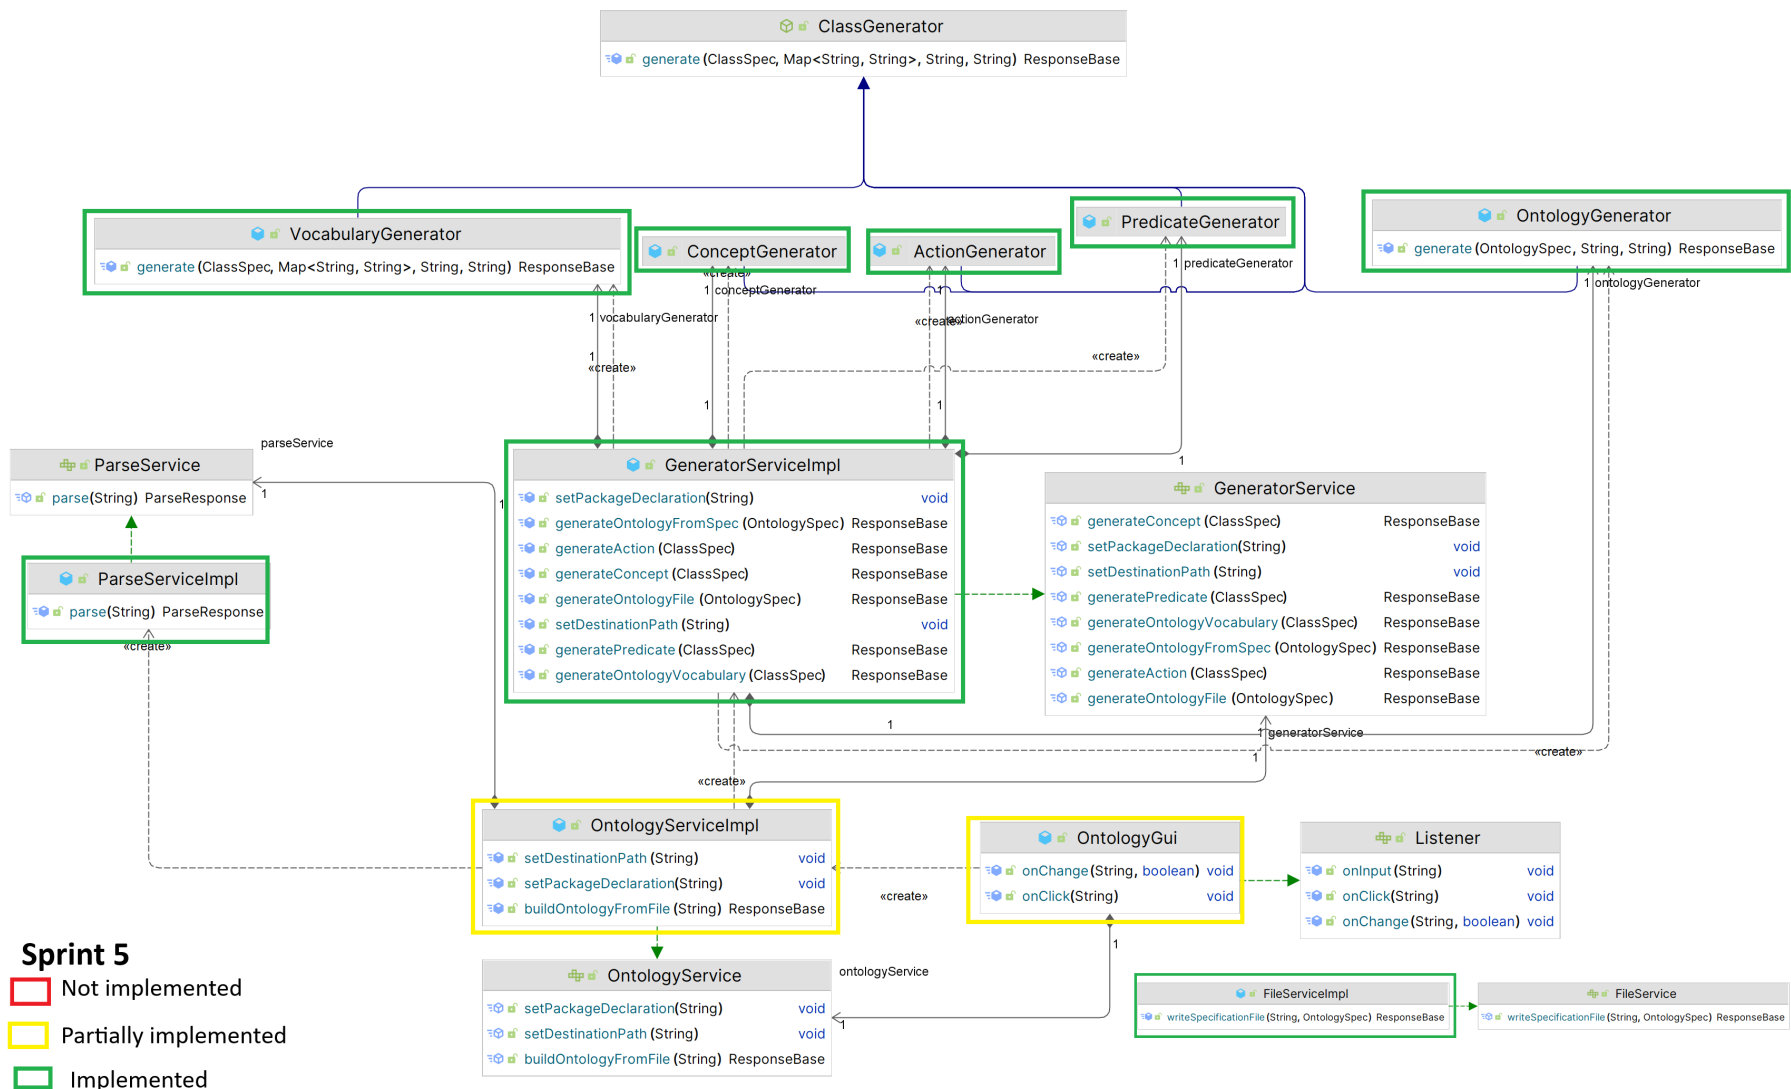 ClassGenerator
generate(ClassSpec, Map<String, String>, String, String) ResponseBase
VocabularyGenerator
generate(ClassSpec, Map<String, String>, String, String) ResponseBase
ConceptGenerator
ActionGenerator
PredicateGenerator
OntologyGenerator
generate(OntologySpec, String, String) ResponseBase
«create»
1 conceptGenerator
1
1 predicateGenerator
1 ontologyGenerator
1 vocabularyGenerator
«create»
actionGenerator
1
«create»
«create»
1
1
parseService
1
ParseService
parse(String) ParseResponse
1
1
ParseServiceImpl
parse(String) ParseResponse
«create»
GeneratorServiceImpl
setPackageDeclaration(String) void
generateOntologyFromSpec(OntologySpec) ResponseBase
generateAction(ClassSpec) ResponseBase
generateConcept(ClassSpec) ResponseBase
generateOntologyFile(OntologySpec) ResponseBase
setDestinationPath(String) void
generatePredicate(ClassSpec) ResponseBase
generateOntologyVocabulary(ClassSpec) ResponseBase
GeneratorService
generateConcept(ClassSpec) ResponseBase
setPackageDeclaration(String) void
setDestinationPath(String) void
generatePredicate(ClassSpec) ResponseBase
generateOntologyVocabulary(ClassSpec) ResponseBase
generateOntologyFromSpec(OntologySpec) ResponseBase
generateAction(ClassSpec) ResponseBase
generateOntologyFile(OntologySpec) ResponseBase
1
1 generatorService
1
«create»
«create»
OntologyServiceImpl
setDestinationPath(String) void
setPackageDeclaration(String) void
buildOntologyFromFile(String) ResponseBase
«create»
OntologyGui
onChange(String, boolean) void
onClick(String) void
Listener
onInput(String) void
onClick(String) void
onChange(String, boolean) void
1
ontologyService
1
OntologyService
setPackageDeclaration(String) void
setDestinationPath(String) void
buildOntologyFromFile(String) ResponseBase
FileServiceImpl
writeSpecificationFile(String, OntologySpec) ResponseBase
FileService
writeSpecificationFile(String, OntologySpec) ResponseBase
Sprint 5
Not implemented
Partially implemented
Implemented